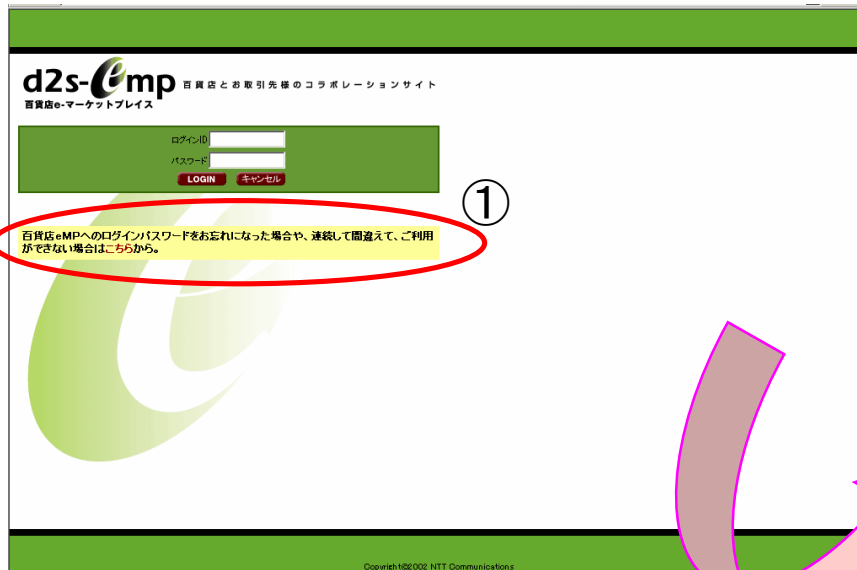 d2s-emp 百貨店とお取引先様のコラボレーションサイト
百貨店e-マーケットプレイス
ログインID
パスワード
LOGIN キャンセル
①
百貨店eMPへのログインパスワードをお忘れになった場合や、連続して間違えて、ご利用
ができない場合はこちらから。
Copyright©2002 NTT Communications